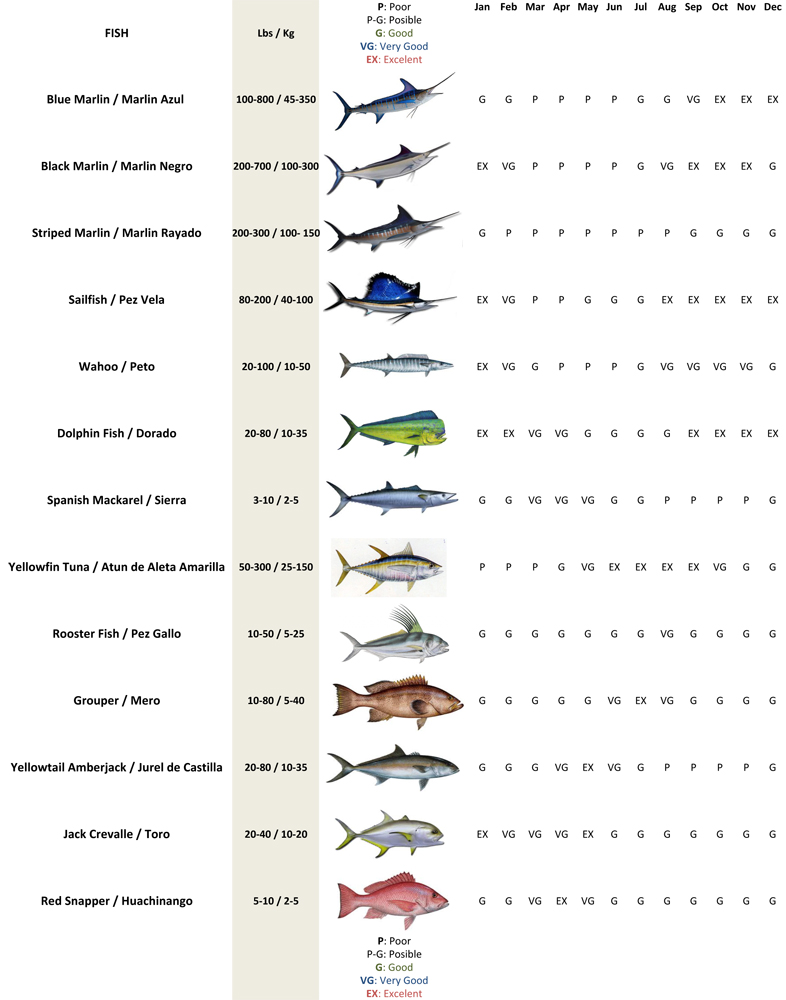 P: Poor
P-G: Posible
G: Good
VG: Very Good
EX: Excelent
Jan Feb Mar Apr May Jun Jul Aug Sep Oct Nov Dec
FISH Lbs / Kg
Blue Marlin / Marlin Azul 100-800 / 45-350 G G P P P P G G VG EX EX EX
Black Marlin / Marlin Negro 200-700 / 100-300 EX VG P P P P G VG EX EX EX G
Striped Marlin / Marlin Rayado 200-300 / 100- 150 G P P P P P P P G G G G
Sailfish / Pez Vela 80-200 / 40-100 EX VG P P G G G EX EX EX EX EX
Wahoo / Peto 20-100 / 10-50 EX VG G P P P G VG VG VG VG G
Dolphin Fish / Dorado 20-80 / 10-35 EX EX VG VG G G G G EX EX EX EX
Spanish Mackarel / Sierra 3-10 / 2-5 G G VG VG VG G G P P P P G
Yellowfin Tuna / Atun de Aleta Amarilla 50-300 / 25-150 P P P G VG EX EX EX EX VG G G
Rooster Fish / Pez Gallo 10-50 / 5-25 G G G G G G G VG G G G G
Grouper / Mero 10-80 / 5-40 G G G G G VG EX VG G G G G
Yellowtail Amberjack / Jurel de Castilla 20-80 / 10-35 G G G VG EX VG G P P P P G
Jack Crevalle / Toro 20-40 / 10-20 EX VG VG VG EX G G G G G G G
Red Snapper / Huachinango 5-10 / 2-5 G G VG EX VG G G G G G G G
P: Poor
P-G: Posible
G: Good
VG: Very Good
EX: Excelent